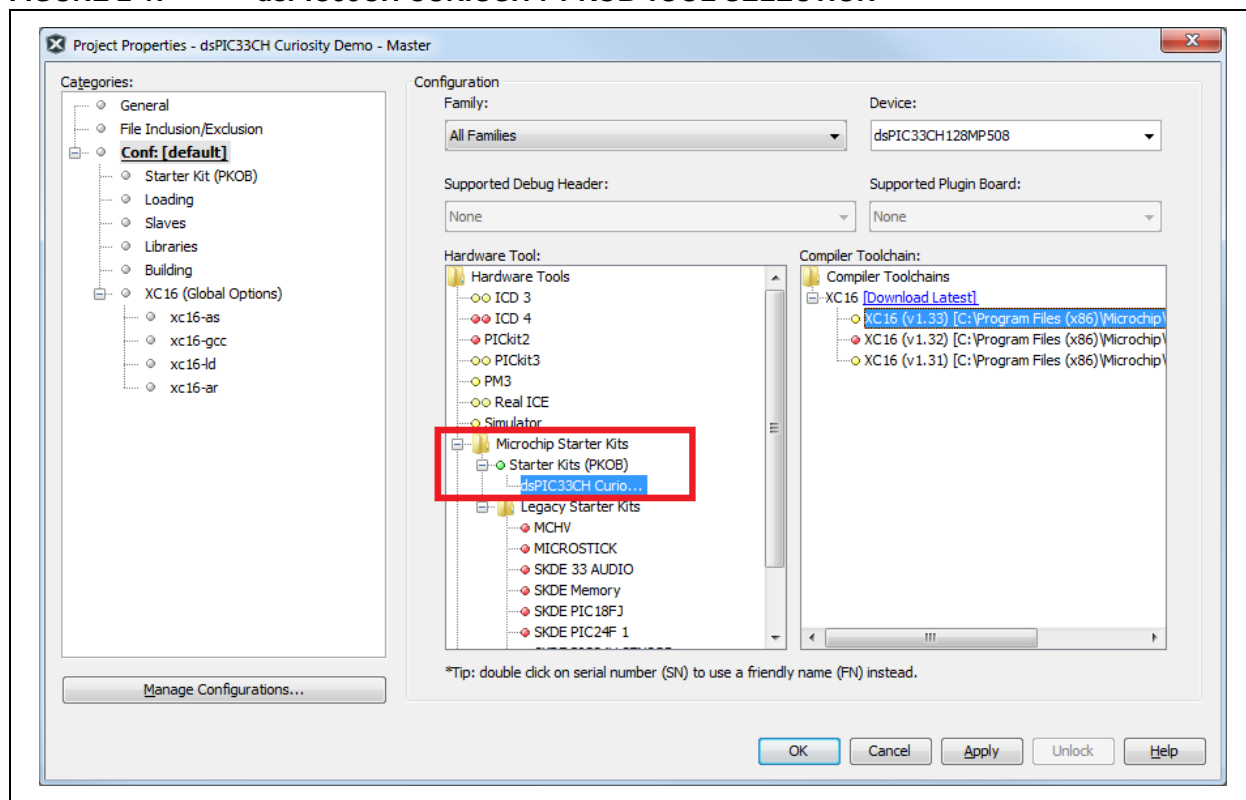 Project Properties - dsPIC33CH Curiosity Demo - Master
Categories:
General
File Inclusion/Exclusion
Conf: [default]
Starter Kit (PKOB)
Loading
Slaves
Libraries
Building
XC16 (Global Options)
xc16-as
xc16-gcc
xc16-ld
xc16-ar
Manage Configurations...
Configuration
Family:
All Families
Device:
dsPIC33CH128MP508
Supported Debug Header:
None
Supported Plugin Board:
None
Hardware Tool:
Hardware Tools
ICD 3
ICD 4
PICkit2
PICkit3
PM3
Real ICE
Simulator
Microchip Starter Kits
Starter Kits (PKOB)
dsPIC33CH Curio...
Legacy Starter Kits
MCHV
MICROSTICK
SKDE 33 AUDIO
SKDE Memory
SKDE PIC18FJ
SKDE PIC24F 1
Compiler Toolchain:
Compiler Toolchains
XC16 [Download Latest]
XC16 (v1.33) [C:\Program Files (x86)\Microchip\
XC16 (v1.32) [C:\Program Files (x86)\Microchip\
XC16 (v1.31) [C:\Program Files (x86)\Microchip\
*Tip: double click on serial number (SN) to use a friendly name (FN) instead.
OK
Cancel
Apply
Unlock
Help